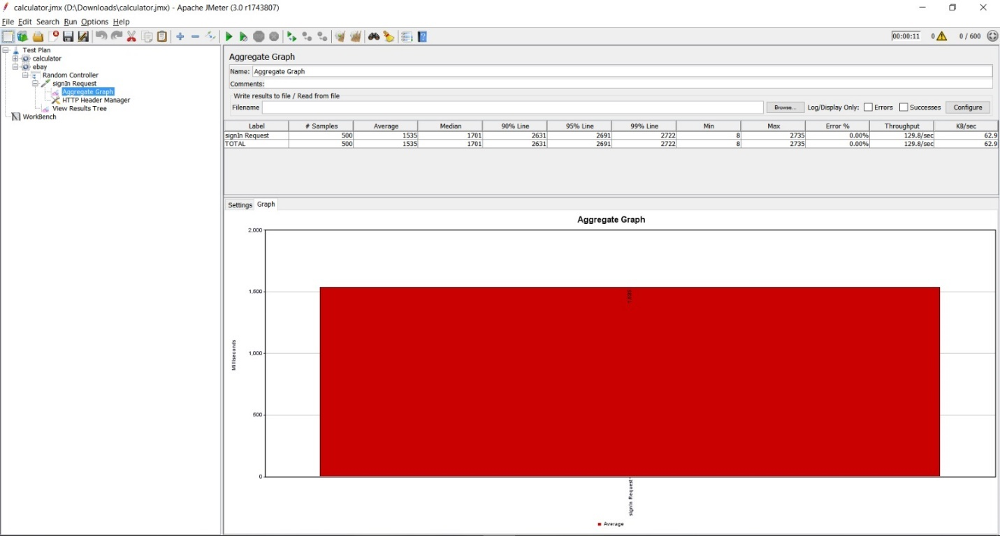 calculator.jmx (D:\Downloads\calculator.jmx) - Apache JMeter (3.0 r1743807)
File Edit Search Run Options Help
00:00:11 0 0 / 600
Test Plan
calculator
ebay
Random Controller
signIn Request
Aggregate Graph
HTTP Header Manager
View Results Tree
WorkBench
Aggregate Graph
Name: Aggregate Graph
Comments:
Write results to file / Read from file
Filename Browse... Log/Display Only: Errors Successes Configure
Label # Samples Average Median 90% Line 95% Line 99% Line Min Max Error % Throughput KB/sec
signIn Request 500 1535 1701 2631 2691 2722 8 2735 0.00% 129.8/sec 62.9
TOTAL 500 1535 1701 2631 2691 2722 8 2735 0.00% 129.8/sec 62.9
Settings Graph
Aggregate Graph
2,000
1,500
1,000
500
0
Milliseconds
signIn Request
Average